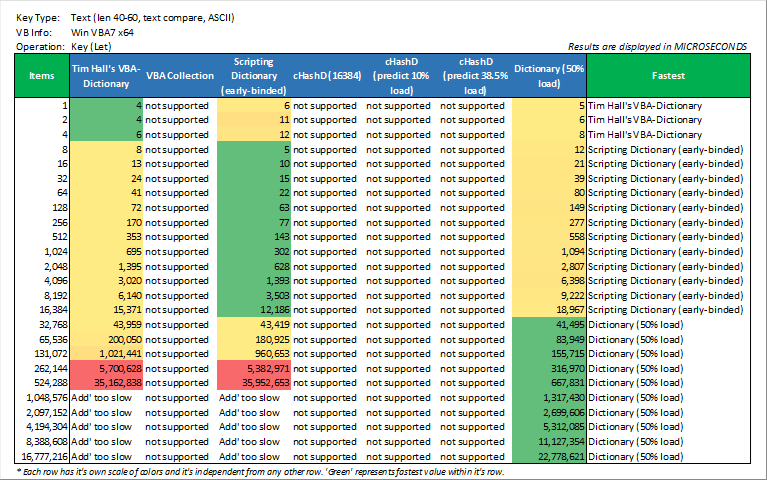 Key Type: Text (len 40-60, text compare, ASCII)
VB Info: Win VBA7 x64
Operation: Key (Let) Results are displayed in MICROSECONDS
Items Tim Hall's VBA-Dictionary VBA Collection Scripting Dictionary (early-binded) cHashD (16384) cHashD (predict 10% load) cHashD (predict 38.5% load) Dictionary (50% load) Fastest
1 4 not supported 6 not supported not supported not supported 5 Tim Hall's VBA-Dictionary
2 4 not supported 11 not supported not supported not supported 6 Tim Hall's VBA-Dictionary
4 6 not supported 12 not supported not supported not supported 8 Tim Hall's VBA-Dictionary
8 8 not supported 5 not supported not supported not supported 12 Scripting Dictionary (early-binded)
16 13 not supported 10 not supported not supported not supported 21 Scripting Dictionary (early-binded)
32 24 not supported 15 not supported not supported not supported 39 Scripting Dictionary (early-binded)
64 41 not supported 22 not supported not supported not supported 80 Scripting Dictionary (early-binded)
128 72 not supported 63 not supported not supported not supported 149 Scripting Dictionary (early-binded)
256 170 not supported 77 not supported not supported not supported 277 Scripting Dictionary (early-binded)
512 353 not supported 143 not supported not supported not supported 558 Scripting Dictionary (early-binded)
1,024 695 not supported 302 not supported not supported not supported 1,094 Scripting Dictionary (early-binded)
2,048 1,395 not supported 628 not supported not supported not supported 2,807 Scripting Dictionary (early-binded)
4,096 3,020 not supported 1,393 not supported not supported not supported 6,398 Scripting Dictionary (early-binded)
8,192 6,140 not supported 3,503 not supported not supported not supported 9,222 Scripting Dictionary (early-binded)
16,384 15,371 not supported 12,186 not supported not supported not supported 18,967 Scripting Dictionary (early-binded)
32,768 43,959 not supported 43,419 not supported not supported not supported 41,495 Dictionary (50% load)
65,536 200,050 not supported 180,925 not supported not supported not supported 83,949 Dictionary (50% load)
131,072 1,021,441 not supported 960,653 not supported not supported not supported 155,715 Dictionary (50% load)
262,144 5,700,628 not supported 5,382,971 not supported not supported not supported 316,970 Dictionary (50% load)
524,288 35,162,838 not supported 35,952,653 not supported not supported not supported 667,831 Dictionary (50% load)
1,048,576 Add' too slow not supported Add' too slow not supported not supported not supported 1,317,430 Dictionary (50% load)
2,097,152 Add' too slow not supported Add' too slow not supported not supported not supported 2,699,606 Dictionary (50% load)
4,194,304 Add' too slow not supported Add' too slow not supported not supported not supported 5,312,085 Dictionary (50% load)
8,388,608 Add' too slow not supported Add' too slow not supported not supported not supported 11,127,354 Dictionary (50% load)
16,777,216 Add' too slow not supported Add' too slow not supported not supported not supported 22,778,621 Dictionary (50% load)
* Each row has it's own scale of colors and it's independent from any other row. 'Green' represents fastest value within it's row.